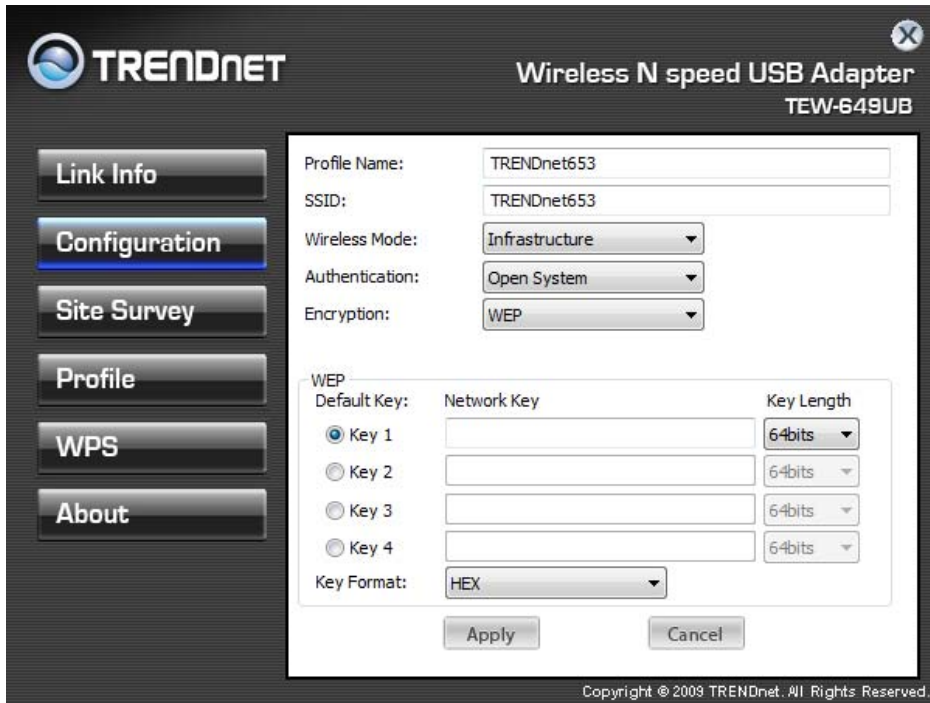 TRENDNET
X
Wireless N speed USB Adapter
TEW-649UB
Link Info
Configuration
Site Survey
Profile
WPS
About
Profile Name: TRENDnet653
SSID: TRENDnet653
Wireless Mode: Infrastructure
Authentication: Open System
Encryption: WEP
WEP
Default Key: Network Key Key Length
Key 1 64bits
Key 2 64bits
Key 3 64bits
Key 4 64bits
Key Format: HEX
Apply Cancel
Copyright © 2009 TRENDnet. All Rights Reserved.